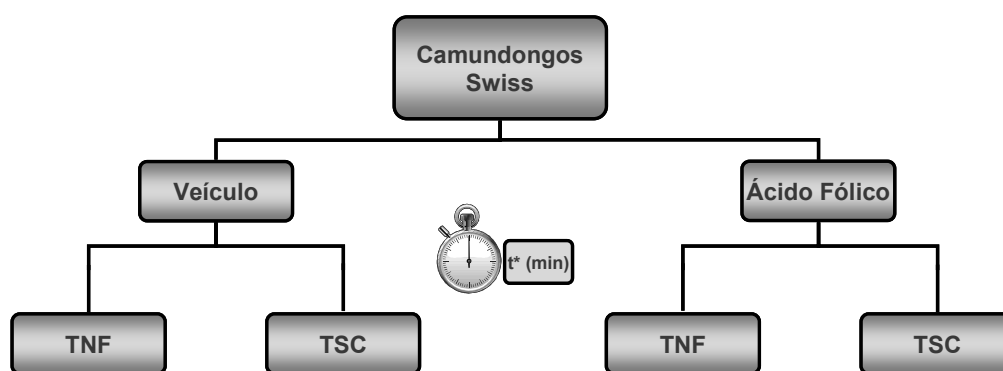 Camundongos
Swiss
Veículo
Ácido Fólico
t* (min)
TNF
TSC
TNF
TSC